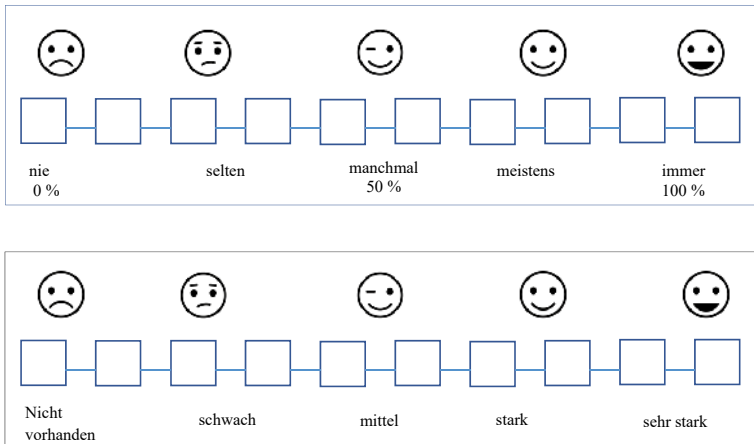 nie selten manchmal meistens immer
0 % 50 % 100 %
Nicht vorhanden schwach mittel stark sehr stark